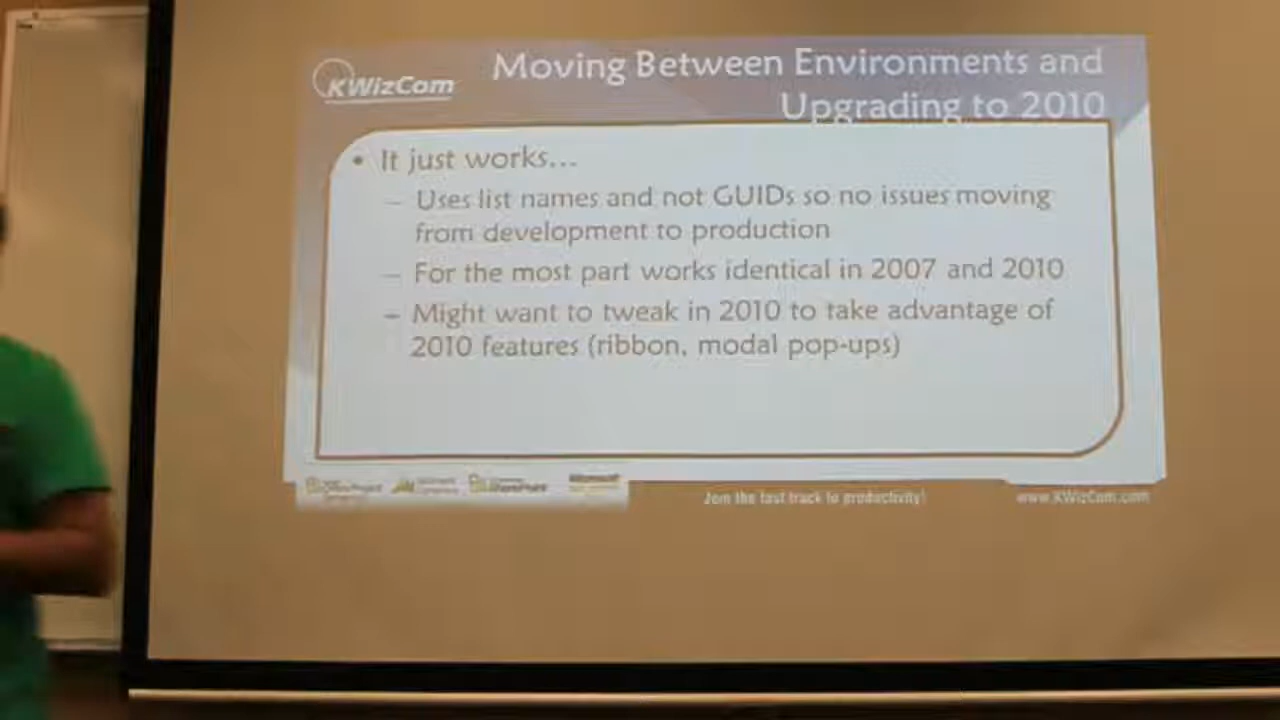 KWizCom
Moving Between Environments and
Upgrading to 2010
• It just works...
– Uses list names and not GUIDs so no issues moving
from development to production
– For the most part works identical in 2007 and 2010
– Might want to tweak in 2010 to take advantage of
2010 features (ribbon, modal pop-ups)
Join the fast track to productivity!
www.KWizCom.com